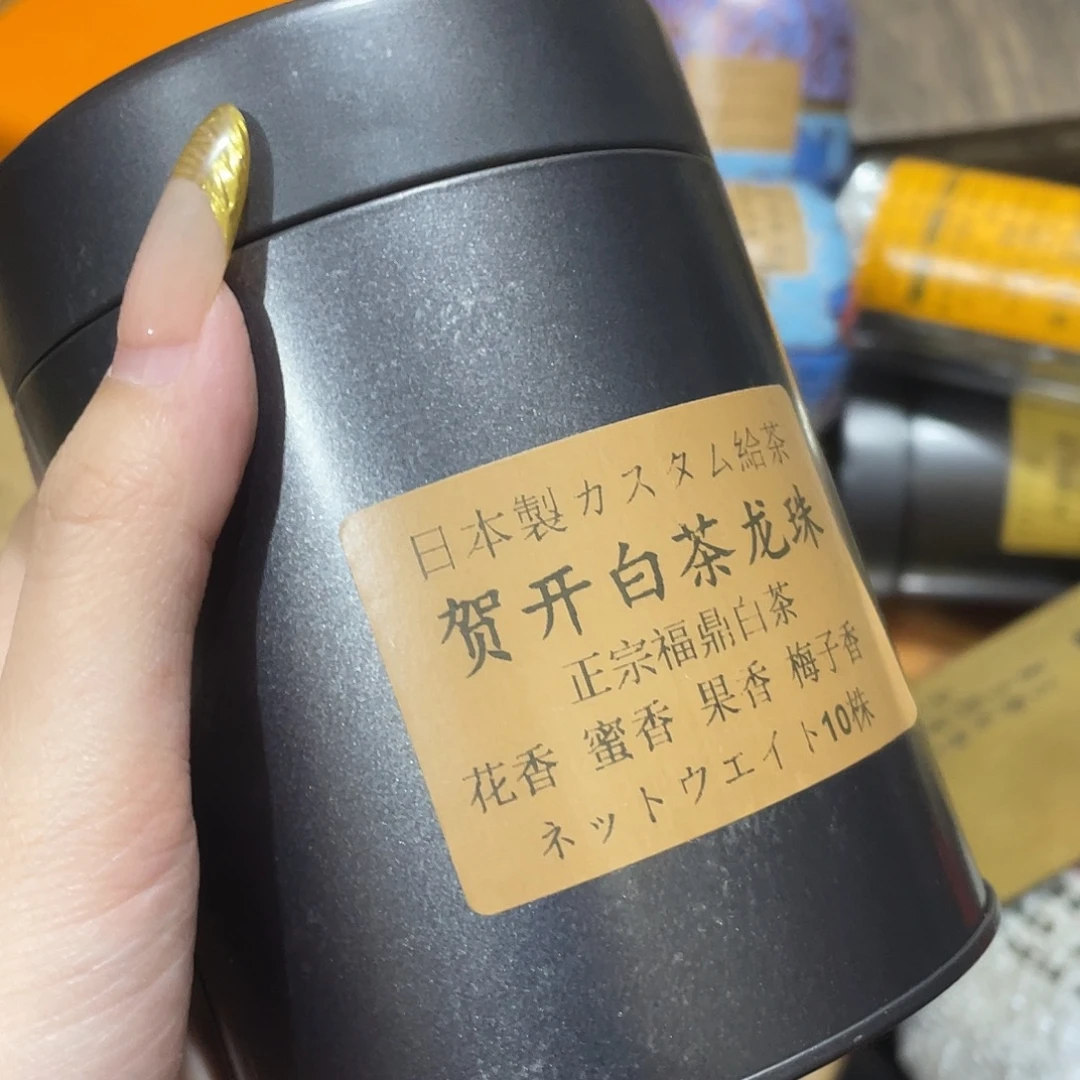 日本製カスタム給茶
贺开白茶龙珠
正宗福鼎白茶
花香 蜜香 果香 梅子香
ネットウエイト10株